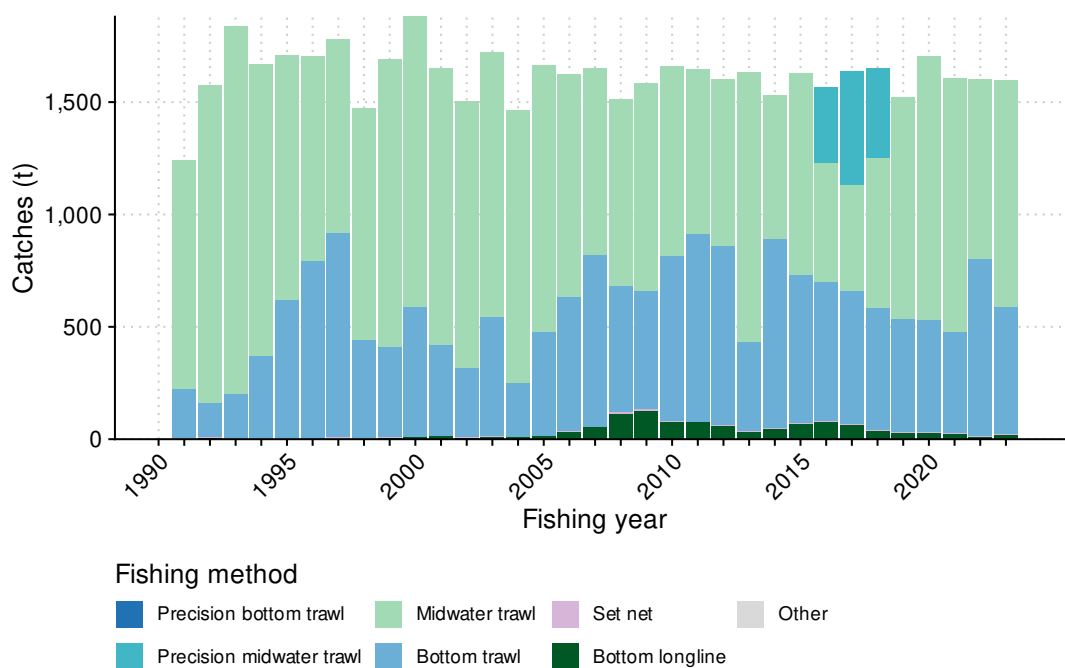 Catches (t)
1,500
1,000
500
0
1990
1995
2000
2005
2010
2015
2020
Fishing year
Fishing method
Precision bottom trawl
Midwater trawl
Set net
Other
Precision midwater trawl
Bottom trawl
Bottom longline